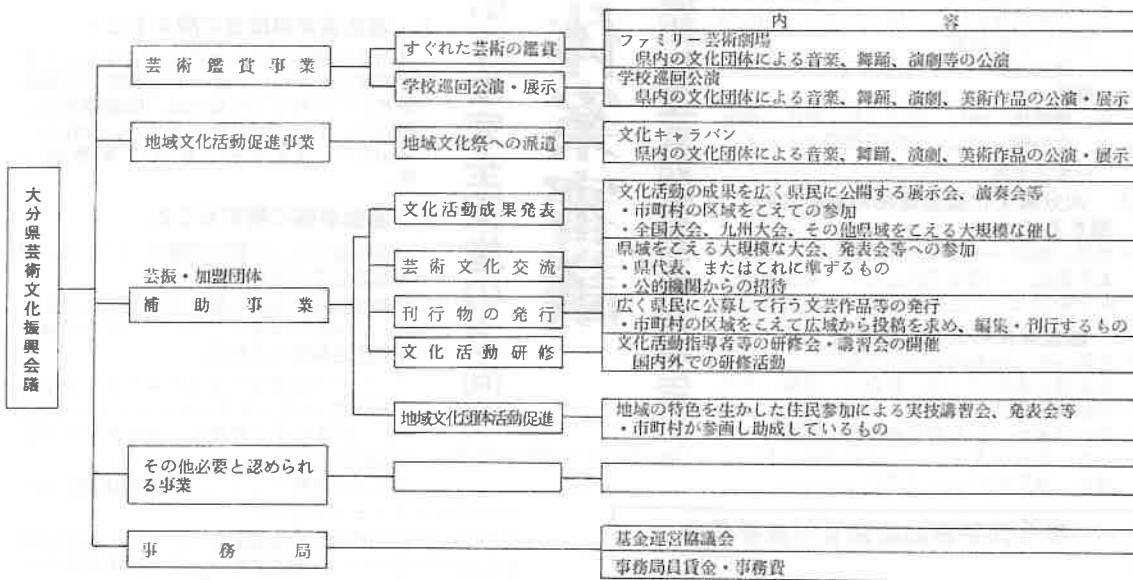 内容
大分県芸術文化振興会議
芸術鑑賞事業
すぐれた芸術の鑑賞
ファミリー芸術劇場
県内の文化団体による音楽、舞踊、演劇等の公演
学校巡回公演・展示
学校巡回公演
県内の文化団体による音楽、舞踊、演劇、美術作品の公演・展示
地域文化活動促進事業
地域文化祭への派遣
文化キャラバン
県内の文化団体による音楽、舞踊、演劇、美術作品の公演・展示
芸振・加盟団体
補助事業
文化活動成果発表
文化活動の成果を広く県民に公開する展示会、演奏会等
・市町村の区域をこえての参加
・全国大会、九州大会、その他県域をこえる大規模な催し
芸術文化交流
県域をこえる大規模な大会、発表会等への参加
・県代表、またはこれに準ずるもの
・公的機関からの招待
刊行物の発行
広く県民に公募して行う文芸作品等の発行
・市町村の区域をこえて広域から投稿を求め、編集・刊行するもの
文化活動研修
文化活動指導者等の研修会・講習会の開催
国内外での研修活動
地域文化団体活動促進
地域の特色を生かした住民参加による実技講習会、発表会等
・市町村が参画し助成しているもの
その他必要と認められ
る事業
事務局
基金運営協議会
事務局員賃金・事務費